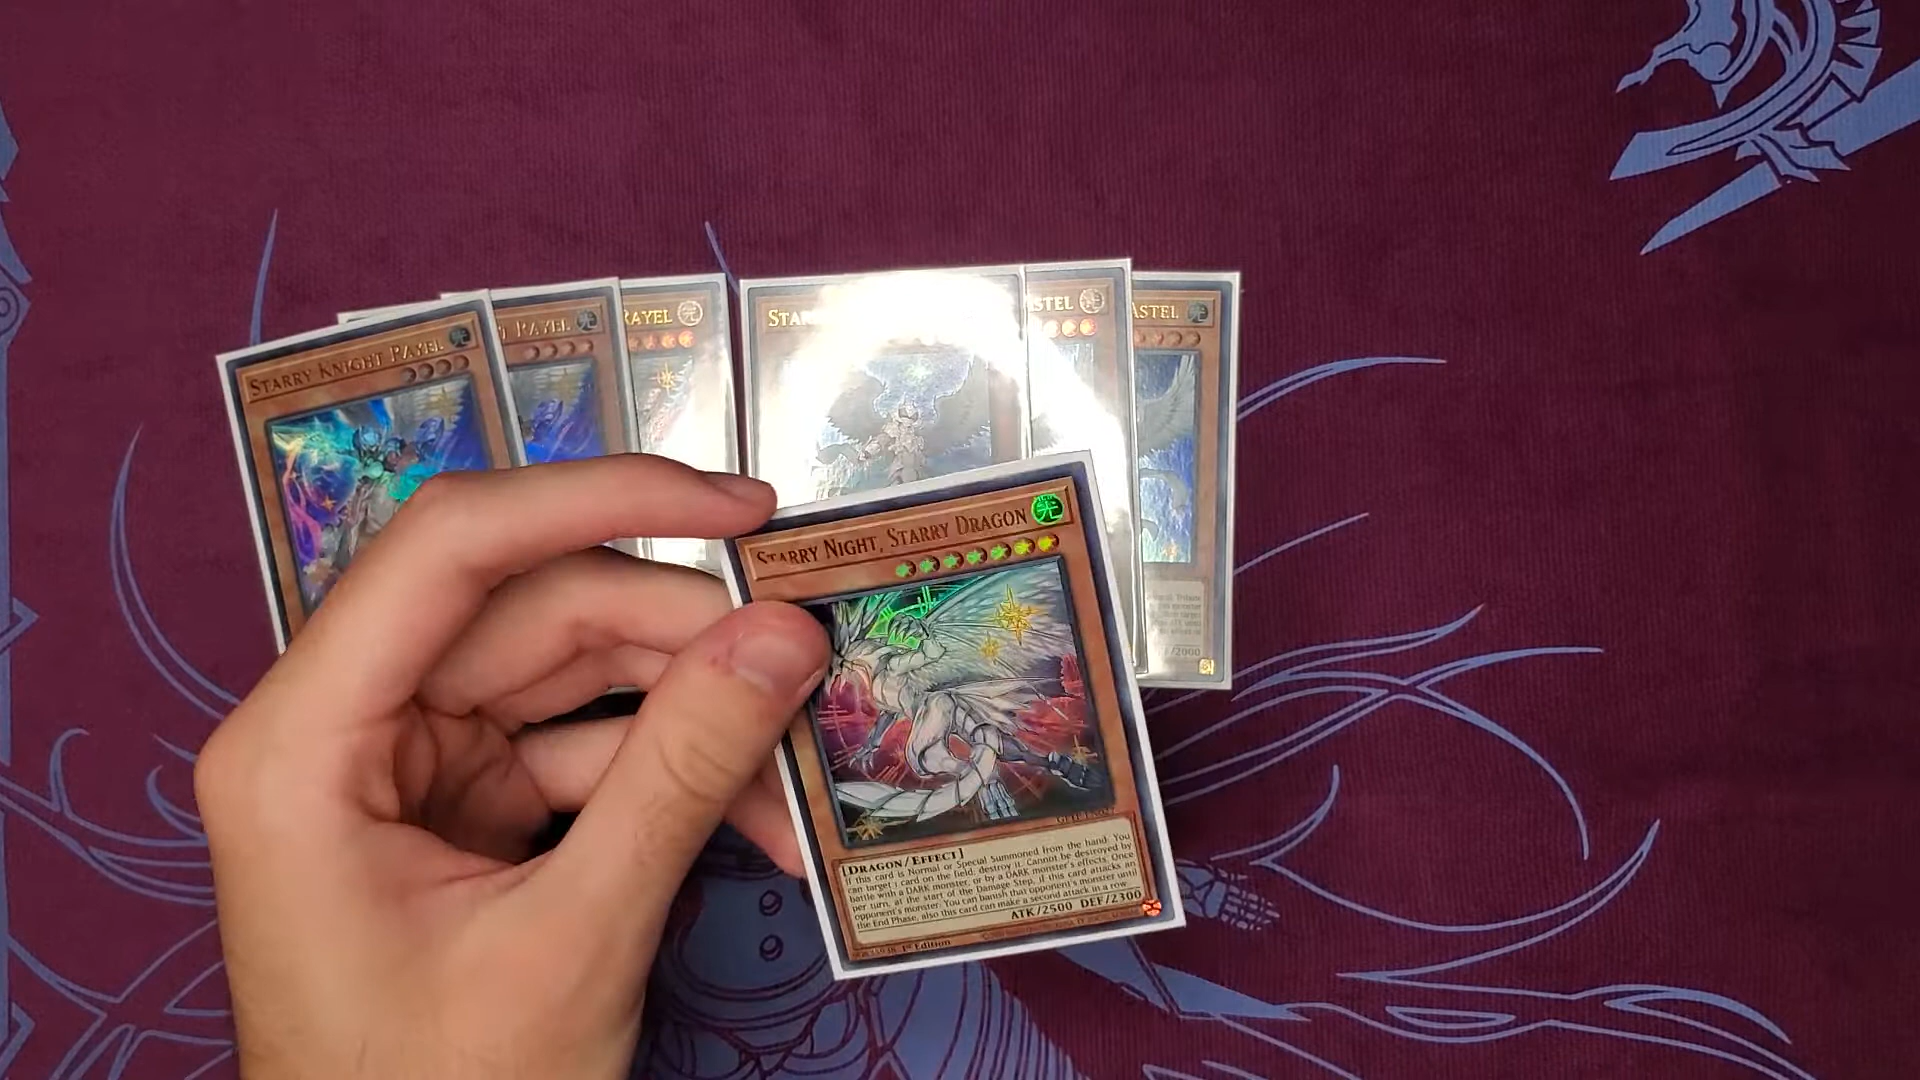 STARRY KNIGHT RAYEL
T RAYEL
RAYEL
STAR
ASTEL
ASTEL
/2000
STARRY NIGHT, STARRY DRAGON
光
[DRAGON/EFFECT]
If this card is Normal or Special Summoned from the hand: You
can target 1 card on the field; destroy it. Cannot be destroyed by
battle with a DARK monster, or by a DARK monster's effects. Once
per turn, at the start of the Damage Step, if this card attacks an
opponent's monster: You can banish that opponent's monster until
the End Phase, also this card can make a second attack in a row.
ATK/2500 DEF/2300
1st Edition